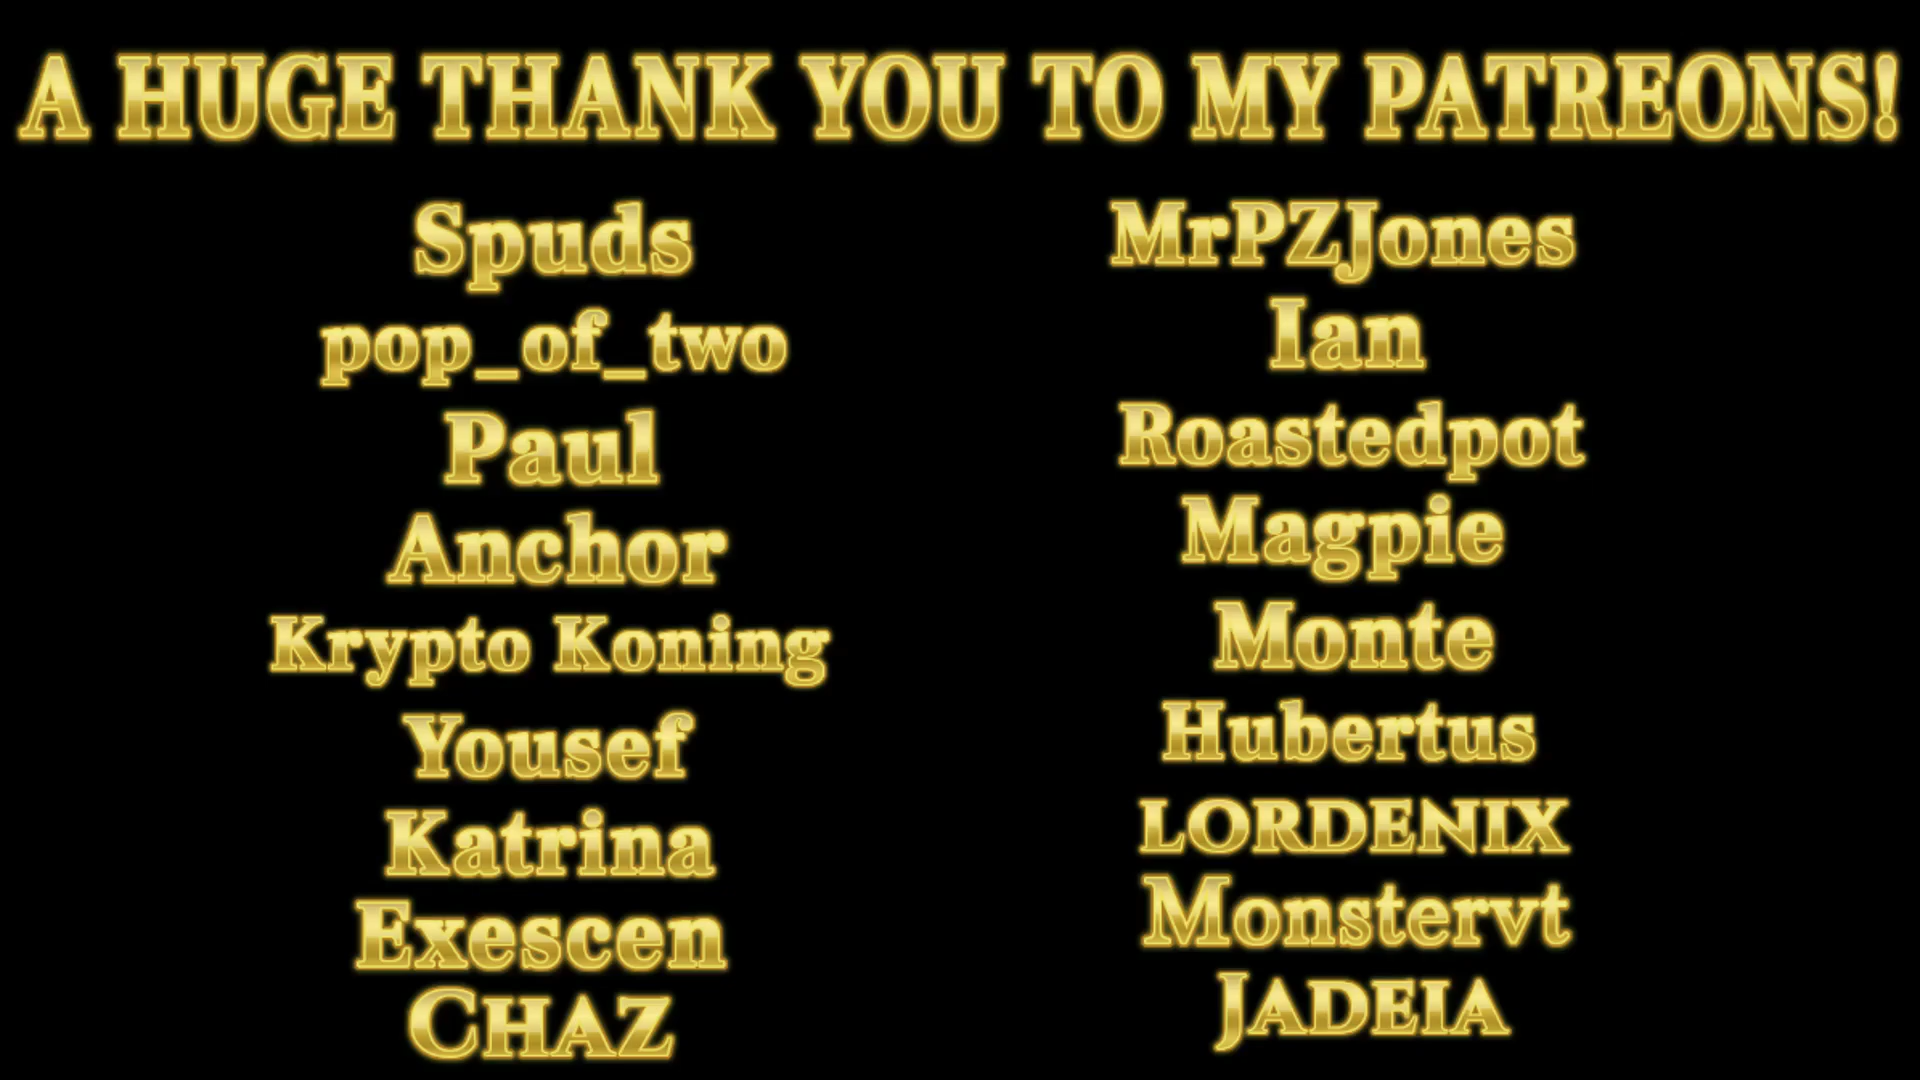 A HUGE THANK YOU TO MY PATREONS!
Spuds
pop_of_two
Paul
Anchor
Krypto Koning
Yousef
Katrina
Exescen
CHAZ
MrPZJones
Ian
Roastedpot
Magpie
Monte
Hubertus
LORDENIX
Monstervt
JADEIA